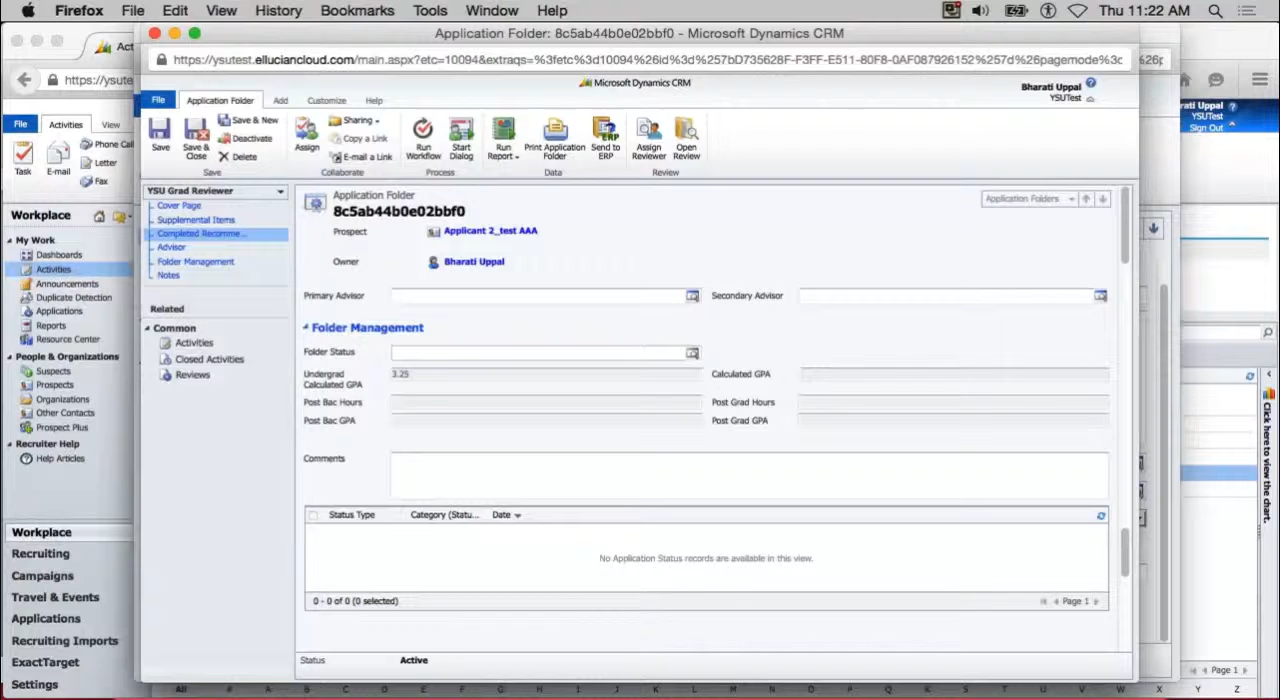 Firefox File Edit View History Bookmarks Tools Window Help Thu 11:22 AM
Application Folder: 8c5ab44b0e02bbf0 - Microsoft Dynamics CRM
https://ysutest.elluciancloud.com/main.aspx?etc=10094&extraqs=%3fetc%3d10094%26id%3d%257bD735628F-F3FF-E511-80F8-0AF087926152%257d%26pagemode%3c
Act
https://ysute
%26p
Microsoft Dynamics CRM
Bharati Uppal
YSUTest
File Application Folder Add Customize Help
Save
Save & Close
Save & New
Deactivate
Delete
Save
Assign
Sharing
Copy a Link
E-mail a Link
Collaborate
Run Workflow
Start Dialog
Process
Run Report
Print Application Folder
Send to ERP
Data
Assign Reviewer
Open Review
Review
rati Uppal
YSUTest
Sign Out
File Activities View
Task
E-mail
Phone Call
Letter
Fax
Workplace
My Work
Dashboards
Activities
Announcements
Duplicate Detection
Applications
Reports
Resource Center
People & Organizations
Suspects
Prospects
Organizations
Other Contacts
Prospect Plus
Recruiter Help
Help Articles
Workplace
Recruiting
Campaigns
Travel & Events
Applications
Recruiting Imports
ExactTarget
Settings
YSU Grad Reviewer
Cover Page
Supplemental Items
Completed Recomme...
Advisor
Folder Management
Notes
Related
Common
Activities
Closed Activities
Reviews
Application Folder
8c5ab44b0e02bbf0
Application Folders
Prospect Applicant 2_test AAA
Owner Bharati Uppal
Primary Advisor Secondary Advisor
Folder Management
Folder Status
Undergrad Calculated GPA 3.25 Calculated GPA
Post Bac Hours Post Grad Hours
Post Bac GPA Post Grad GPA
Comments
Status Type Category (Statu... Date
No Application Status records are available in this view.
0 - 0 of 0 (0 selected) Page 1
Status Active
Click here to view the chart.
Page 1
All # A B C D E F G H I J K L M N O P Q R S T U V W X Y Z